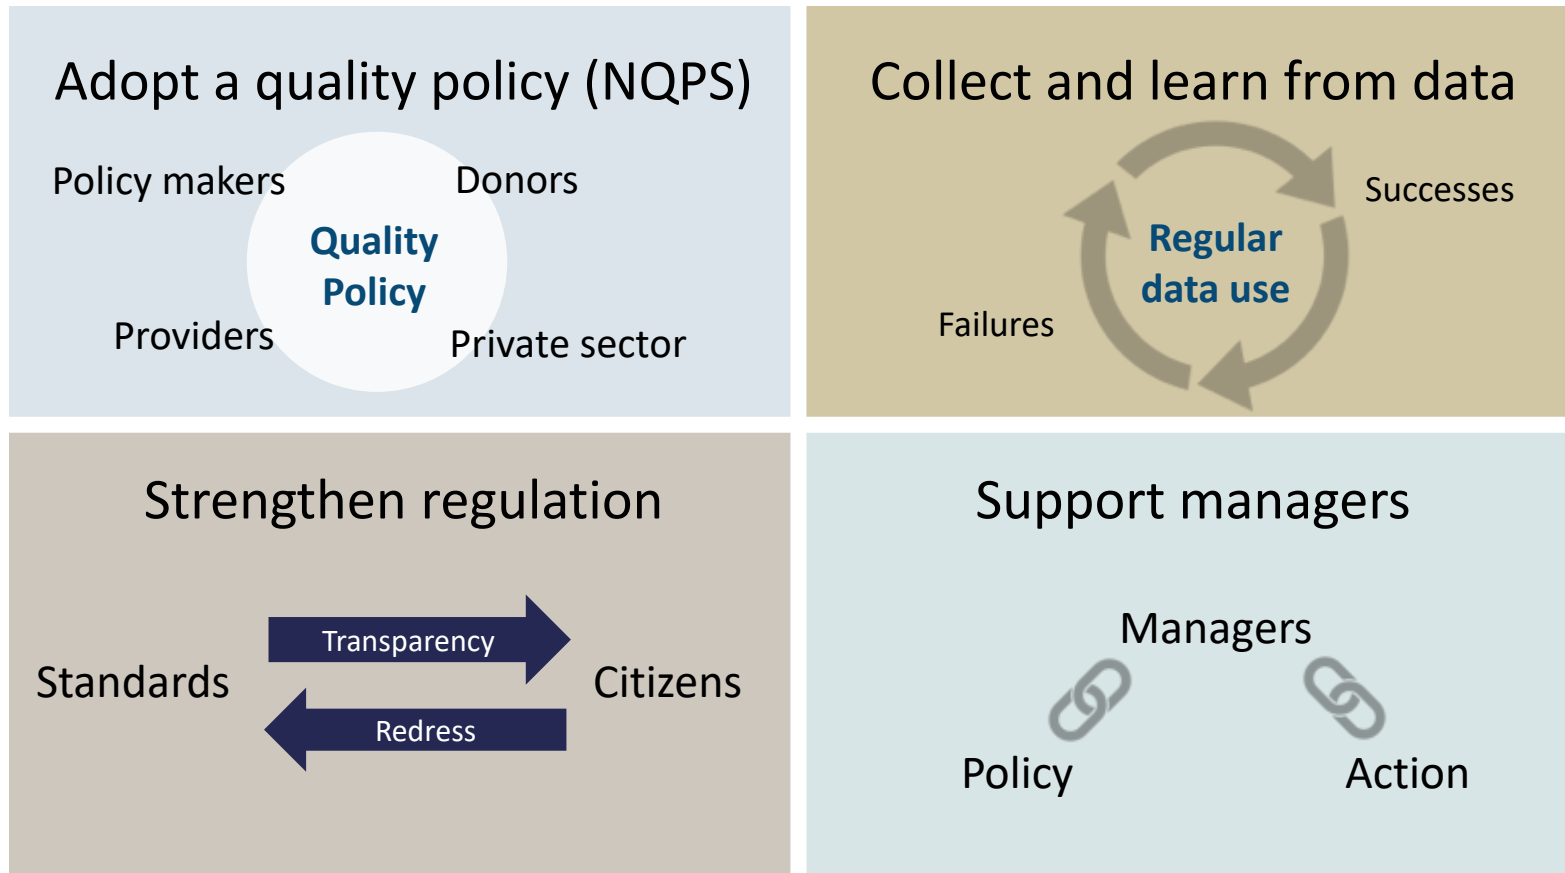 Adopt a quality policy (NQPS)
Policy makers
Donors
Quality
Policy
Providers
Private sector
Collect and learn from data
Successes
Regular
data use
Failures
Strengthen regulation
Transparency
Standards
Citizens
Redress
Support managers
Managers
Policy
Action